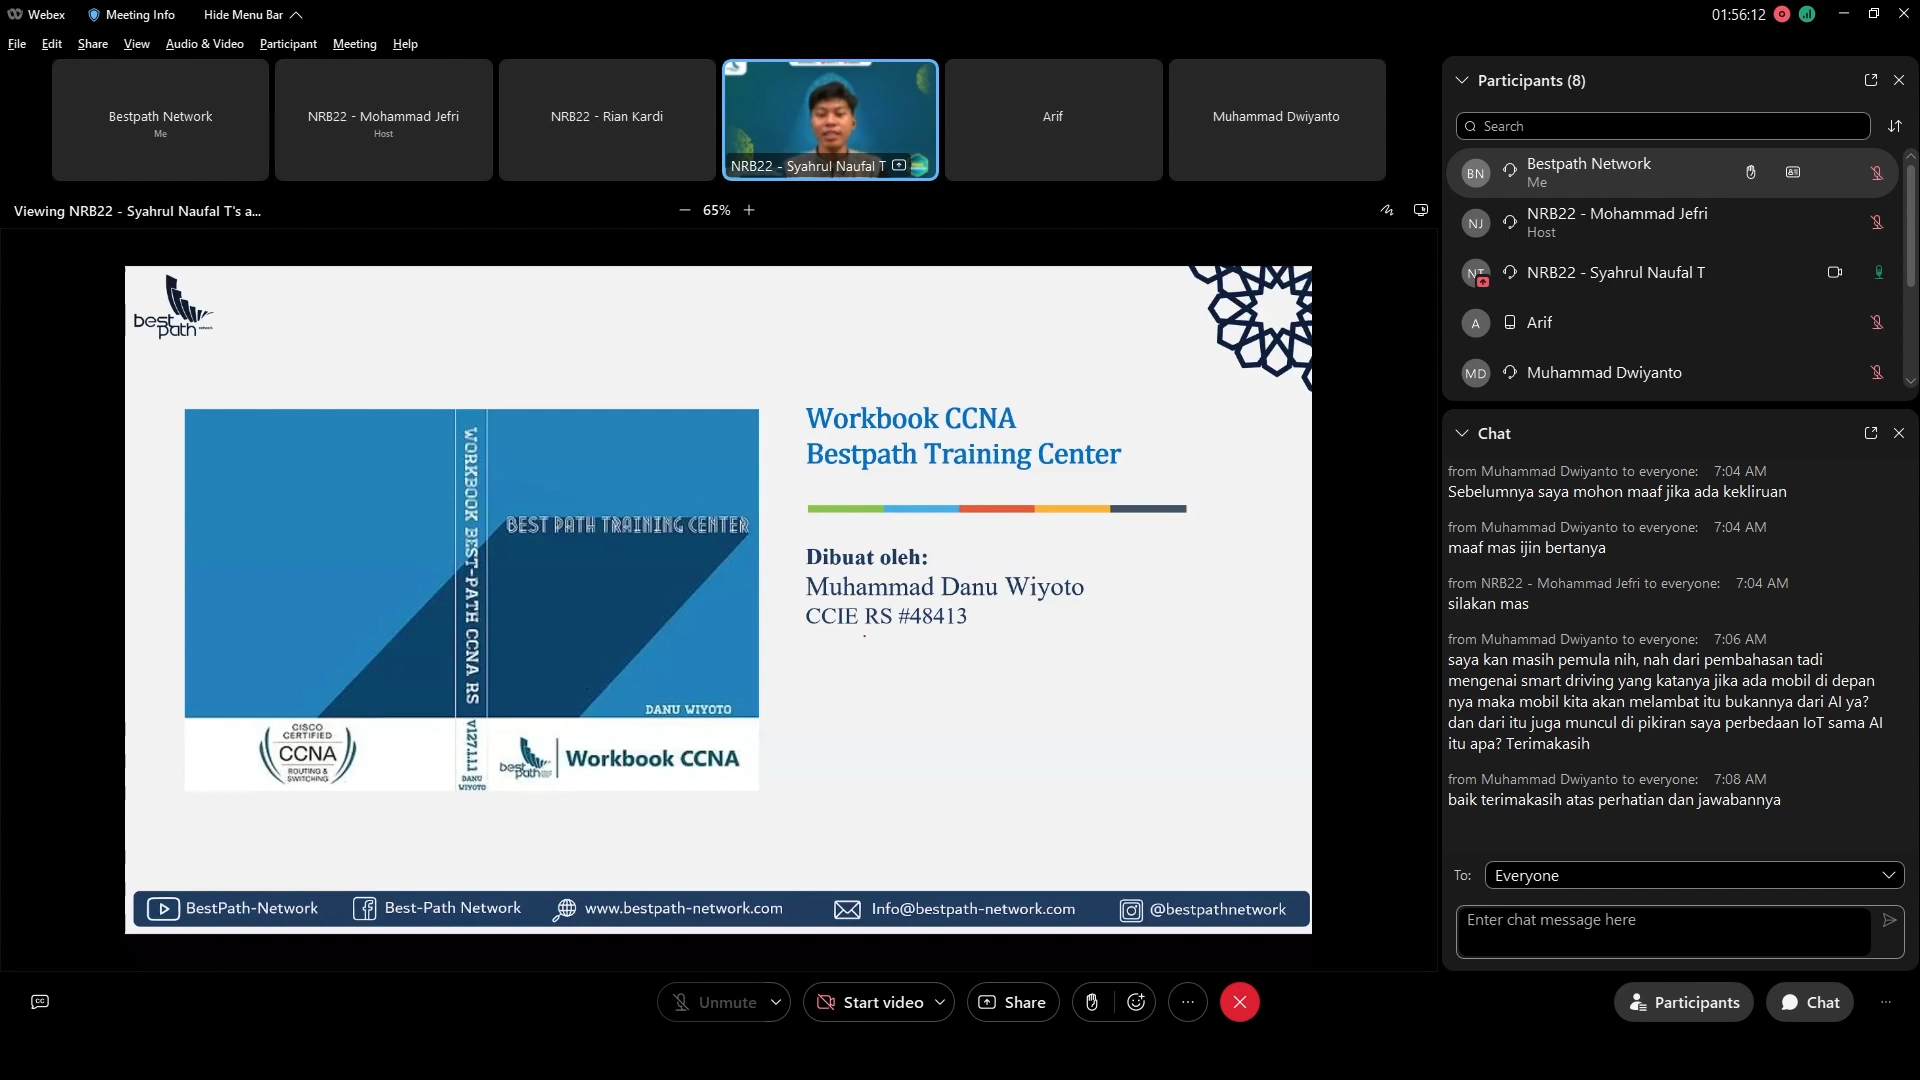 Webex
Meeting Info
Hide Menu Bar
01:56:12
File Edit Share View Audio & Video Participant Meeting Help
Bestpath Network
Me
NRB22 - Mohammad Jefri
Host
NRB22 - Rian Kardi
NRB22 - Syahrul Naufal T
Arif
Muhammad Dwiyanto
Viewing NRB22 - Syahrul Naufal T's a...
65%
best path
WORKBOOK BEST-PATH CCNA RS
V127.1.1.1
DANU WIYOTO
BEST PATH TRAINING CENTER
DANU WIYOTO
CISCO
CERTIFIED
CCNA
ROUTING &
SWITCHING
best path
Workbook CCNA
Workbook CCNA
Bestpath Training Center
Dibuat oleh:
Muhammad Danu Wiyoto
CCIE RS #48413
BestPath-Network
Best-Path Network
www.bestpath-network.com
Info@bestpath-network.com
@bestpathnetwork
Participants (8)
Search
BN
Bestpath Network
Me
NJ
NRB22 - Mohammad Jefri
Host
NT
NRB22 - Syahrul Naufal T
A
Arif
MD
Muhammad Dwiyanto
Chat
from Muhammad Dwiyanto to everyone: 7:04 AM
Sebelumnya saya mohon maaf jika ada kekliruan
from Muhammad Dwiyanto to everyone: 7:04 AM
maaf mas ijin bertanya
from NRB22 - Mohammad Jefri to everyone: 7:04 AM
silakan mas
from Muhammad Dwiyanto to everyone: 7:06 AM
saya kan masih pemula nih, nah dari pembahasan tadi
mengenai smart driving yang katanya jika ada mobil di depan
nya maka mobil kita akan melambat itu bukannya dari AI ya?
dan dari itu juga muncul di pikiran saya perbedaan IoT sama AI
itu apa? Terimakasih
from Muhammad Dwiyanto to everyone: 7:08 AM
baik terimakasih atas perhatian dan jawabannya
To:
Everyone
Enter chat message here
CC
Unmute
Start video
Share
Participants
Chat